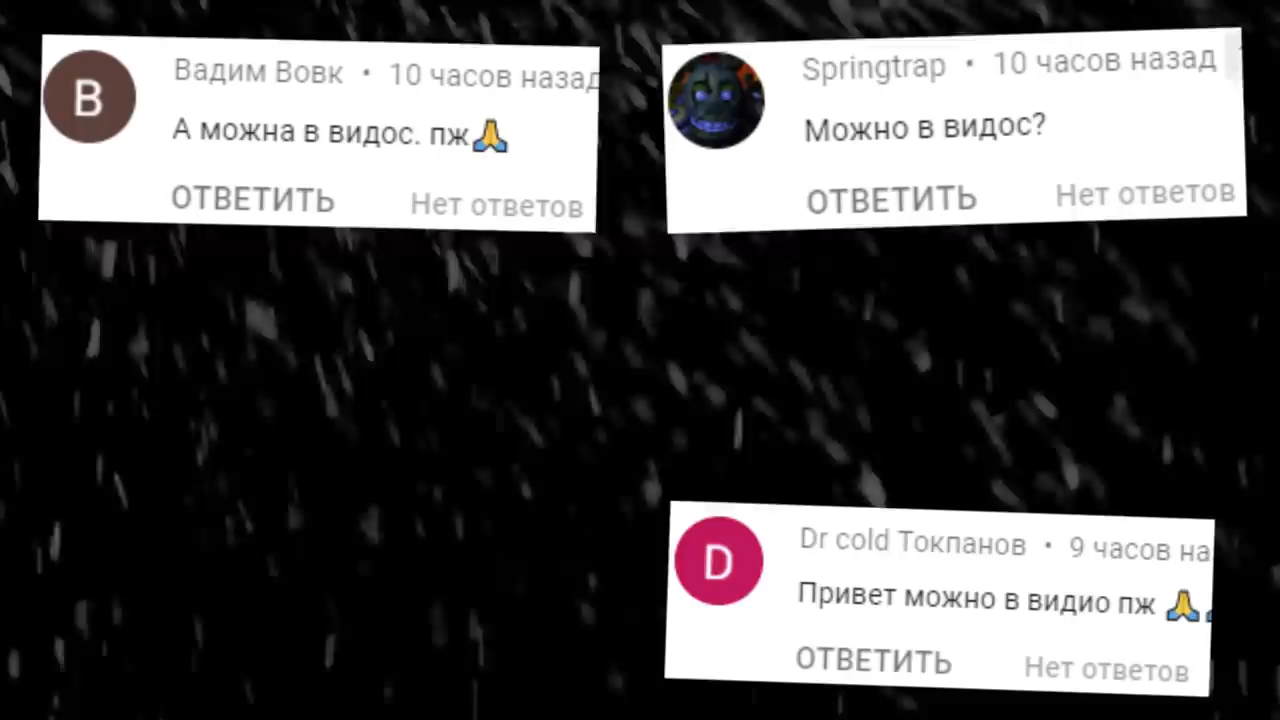 В
Вадим Вовк • 10 часов назад
А можна в видос. пж🙏
ОТВЕТИТЬ Нет ответов
Springtrap • 10 часов назад
Можно в видос?
ОТВЕТИТЬ Нет ответов
D
Dr cold Токпанов • 9 часов на
Привет можно в видио пж 🙏
ОТВЕТИТЬ Нет ответов